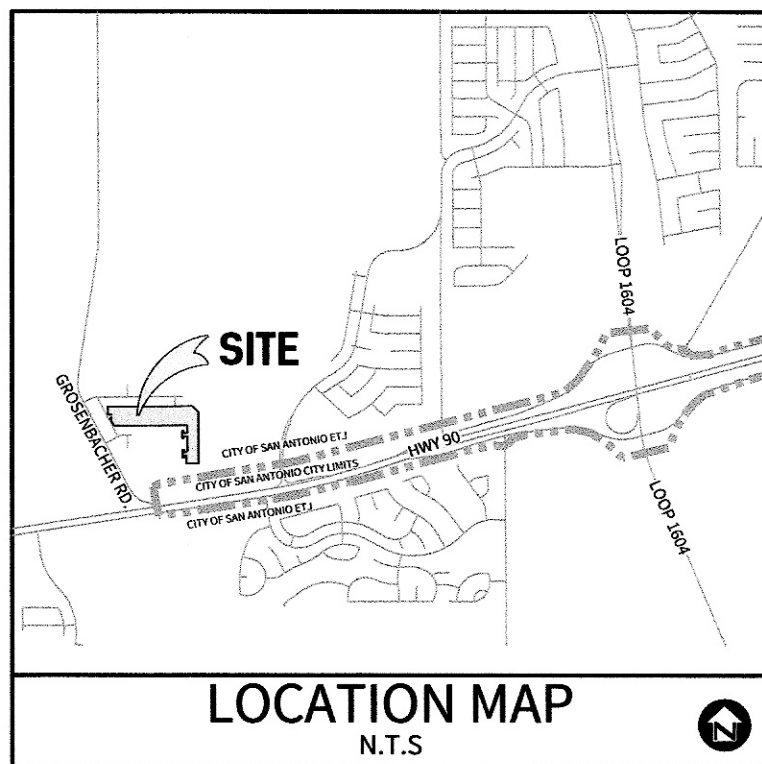 LOOP 1604
SITE
GROSENBACHER RD.
CITY OF SAN ANTONIO ETJ
HWY 90
CITY OF SAN ANTONIO CITY LIMITS
CITY OF SAN ANTONIO ETJ
LOOP 1604
LOCATION MAP
N.T.S
N